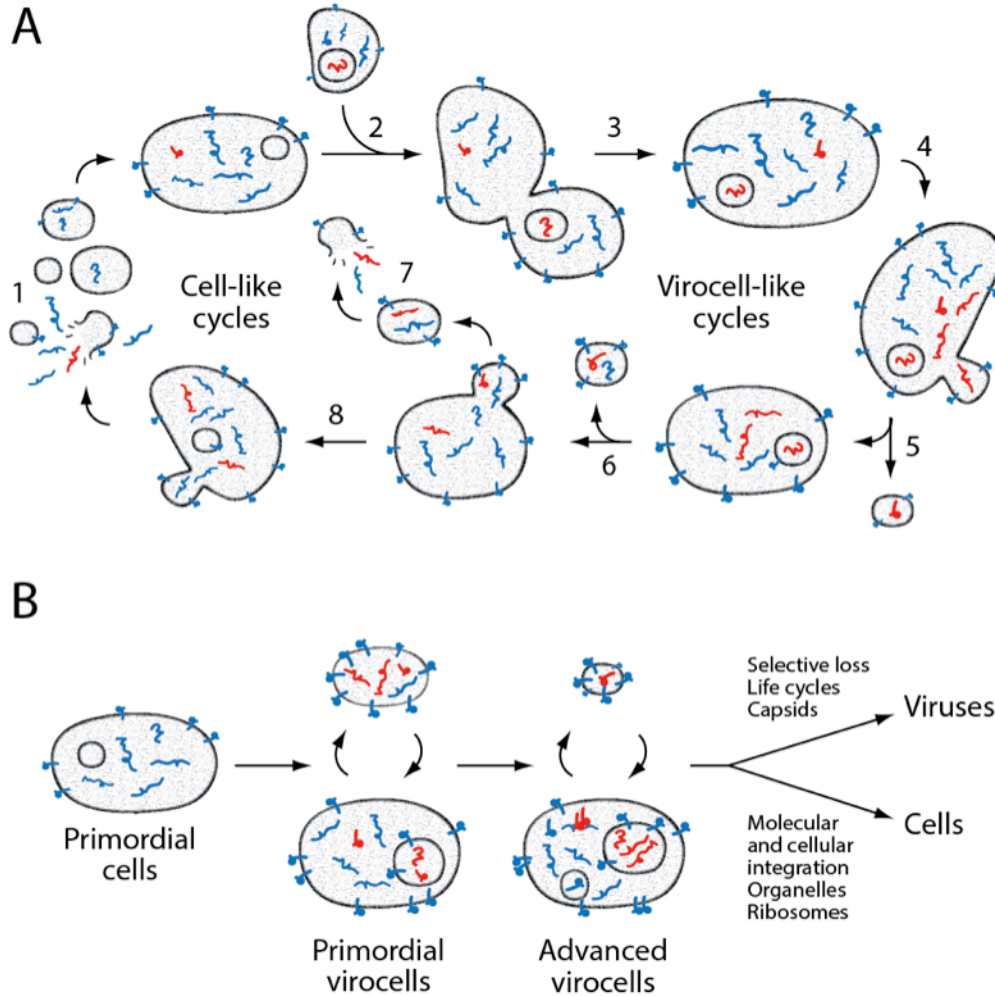 A
2
3
4
1
Cell-like
cycles
7
Virocell-like
cycles
8
6
5
B
Selective loss
Life cycles
Capsids
Viruses
Primordial
cells
Molecular
and cellular
integration
Organelles
Ribosomes
Cells
Primordial
virocells
Advanced
virocells